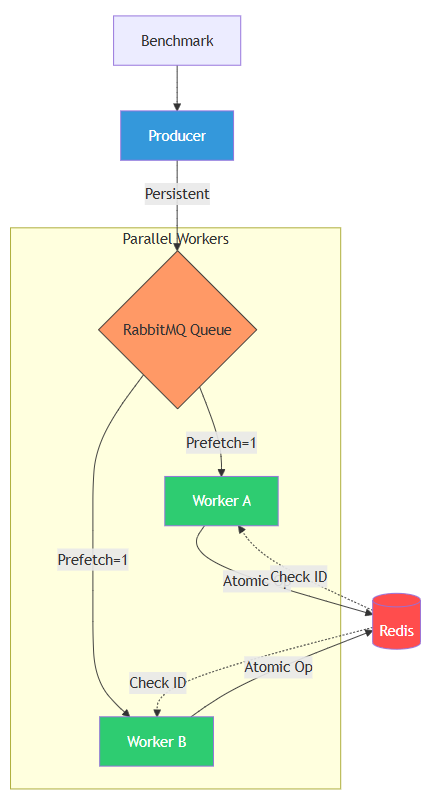 Benchmark
Producer
Persistent
Parallel Workers
RabbitMQ Queue
Prefetch=1
Worker A
Prefetch=1
Atomic
Check ID
Redis
Atomic Op
Check ID
Worker B